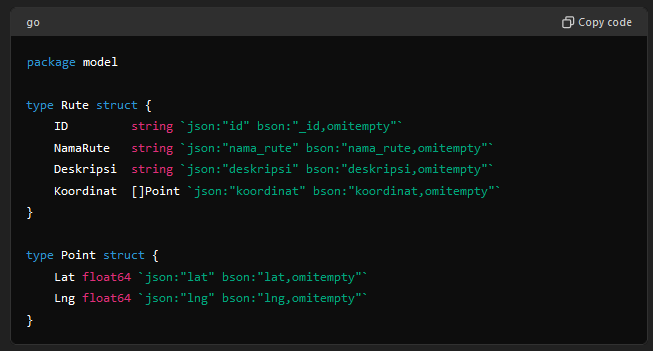 go
Copy code
package model
type Rute struct {
ID string `json:"id" bson:"_id,omitempty"`
NamaRute string `json:"nama_rute" bson:"nama_rute,omitempty"`
Deskripsi string `json:"deskripsi" bson:"deskripsi,omitempty"`
Koordinat []Point `json:"koordinat" bson:"koordinat,omitempty"`
}
type Point struct {
Lat float64 `json:"lat" bson:"lat,omitempty"`
Lng float64 `json:"lng" bson:"lng,omitempty"`
}